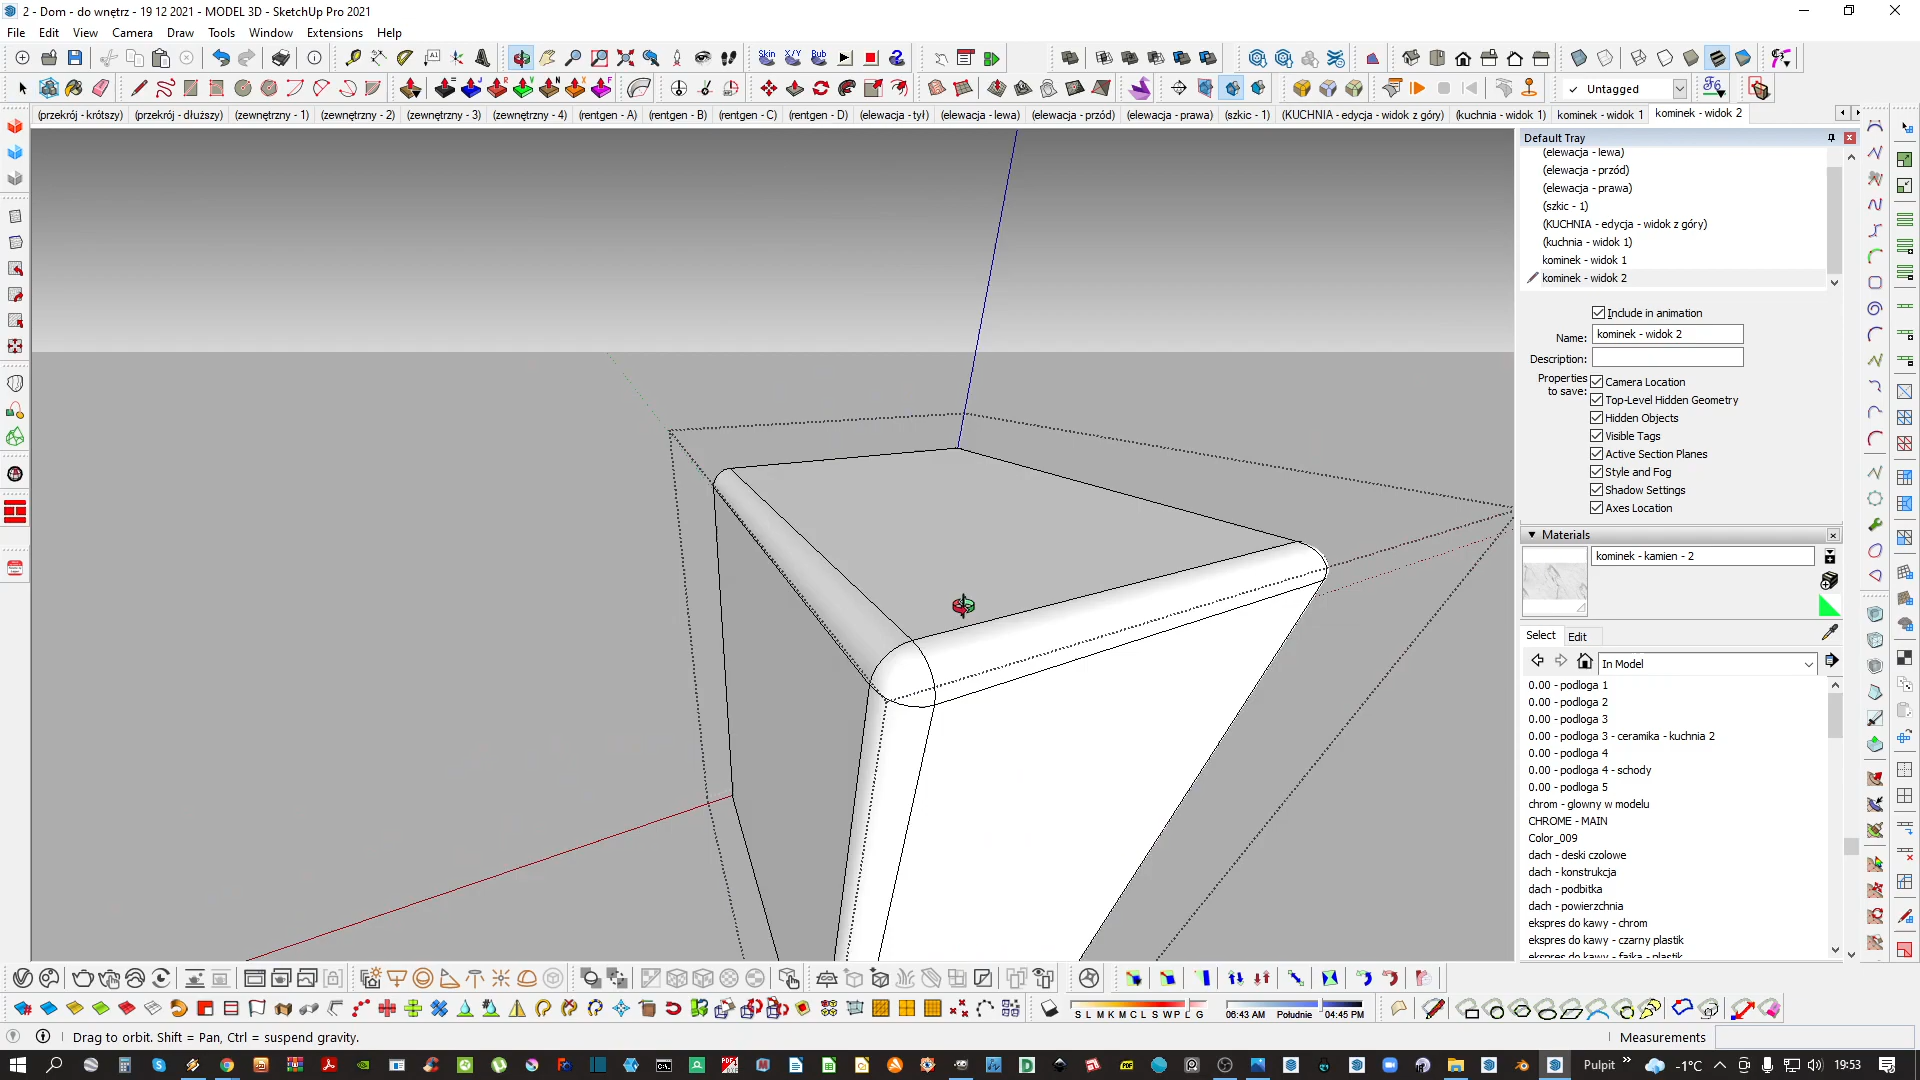 2 - Dom - do wnętrz - 19 12 2021 - MODEL 3D - SketchUp Pro 2021
File Edit View Camera Draw Tools Window Extensions Help
Skin X/Y Bub
Untagged
(przekrój - krótszy) (przekrój - dłuższy) (zewnętrzny - 1) (zewnętrzny - 2) (zewnętrzny - 3) (zewnętrzny - 4) (rentgen - A) (rentgen - B) (rentgen - C) (rentgen - D) (elewacja - tył) (elewacja - lewa) (elewacja - przód) (elewacja - prawa) (szkic - 1) (KUCHNIA - edycja - widok z góry) (kuchnia - widok 1) kominek - widok 1 kominek - widok 2
Default Tray
(elewacja - lewa)
(elewacja - przód)
(elewacja - prawa)
(szkic - 1)
(KUCHNIA - edycja - widok z góry)
(kuchnia - widok 1)
kominek - widok 1
kominek - widok 2
Include in animation
Name: kominek - widok 2
Description:
Properties to save:
Camera Location
Top-Level Hidden Geometry
Hidden Objects
Visible Tags
Active Section Planes
Style and Fog
Shadow Settings
Axes Location
Materials
kominek - kamien - 2
Select Edit
In Model
0.00 - podloga 1
0.00 - podloga 2
0.00 - podloga 3
0.00 - podloga 3 - ceramika - kuchnia 2
0.00 - podloga 4
0.00 - podloga 4 - schody
0.00 - podloga 5
chrom - glowny w modelu
CHROME - MAIN
Color_009
dach - deski czolowe
dach - konstrukcja
dach - podbitka
dach - powierzchnia
ekspres do kawy - chrom
ekspres do kawy - czarny plastik
ekspres do kawy - fajka - plastik
S L M K M C L S W P L G 06:43 AM Południe 04:45 PM
Drag to orbit. Shift = Pan, Ctrl = suspend gravity.
Measurements
Pulpit -1°C 19:53